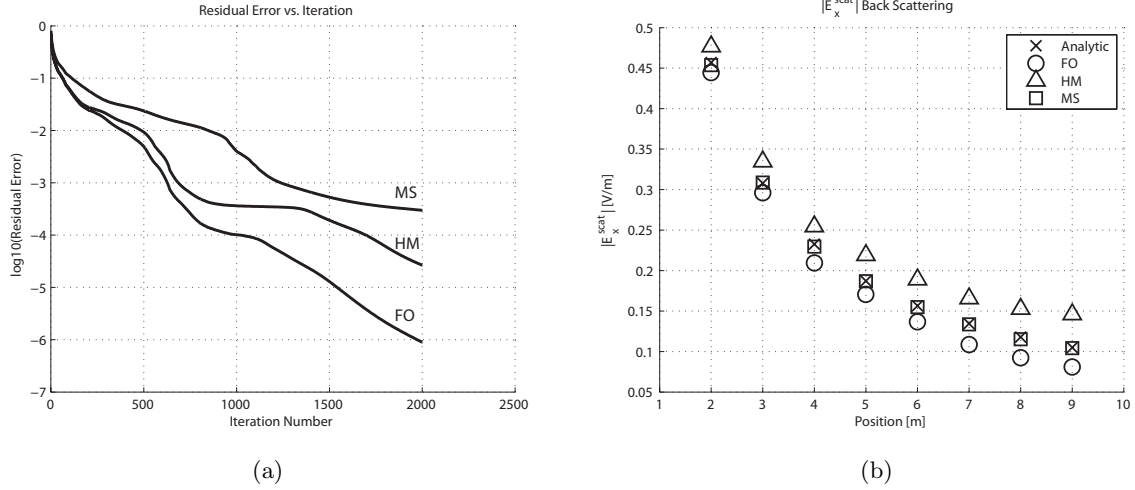 Residual Error vs. Iteration
0
−1
−2
−3
−4
−5
−6
−7
log10(Residual Error)
MS
HM
FO
0
500
1000
1500
2000
2500
Iteration Number
(a)
|E_x^scat| Back Scattering
0.5
0.45
0.4
0.35
0.3
0.25
0.2
0.15
0.1
0.05
|E_x^scat| [V/m]
Analytic
FO
HM
MS
1
2
3
4
5
6
7
8
9
10
Position [m]
(b)